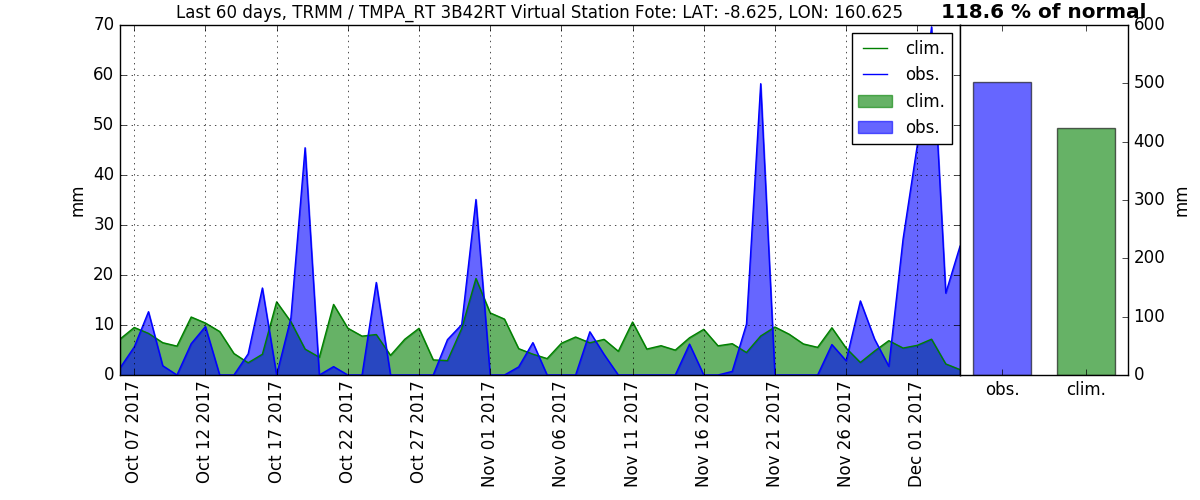 Last 60 days, TRMM / TMPA_RT 3B42RT Virtual Station Fote: LAT: -8.625, LON: 160.625
118.6 % of normal
70
60
50
40
30
20
10
0
mm
clim.
obs.
clim.
obs.
Oct 07 2017
Oct 12 2017
Oct 17 2017
Oct 22 2017
Oct 27 2017
Nov 01 2017
Nov 06 2017
Nov 11 2017
Nov 16 2017
Nov 21 2017
Nov 26 2017
Dec 01 2017
600
500
400
300
200
100
0
mm
obs.
clim.